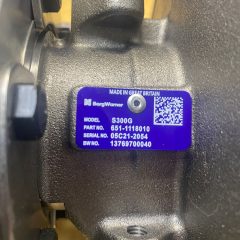 MADE IN GREAT BRITAIN
BorgWarner
MODEL S300G
PART NO. 651-1118010
SERIAL NO. 05C21-2054
BW NO. 13769700040